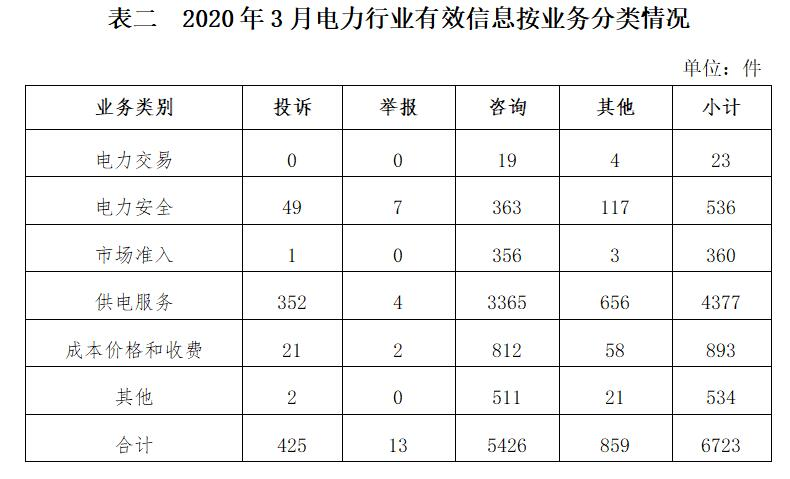 表二 2020年3月电力行业有效信息按业务分类情况
单位：件
业务类别 投诉 举报 咨询 其他 小计
电力交易 0 0 19 4 23
电力安全 49 7 363 117 536
市场准入 1 0 356 3 360
供电服务 352 4 3365 656 4377
成本价格和收费 21 2 812 58 893
其他 2 0 511 21 534
合计 425 13 5426 859 6723